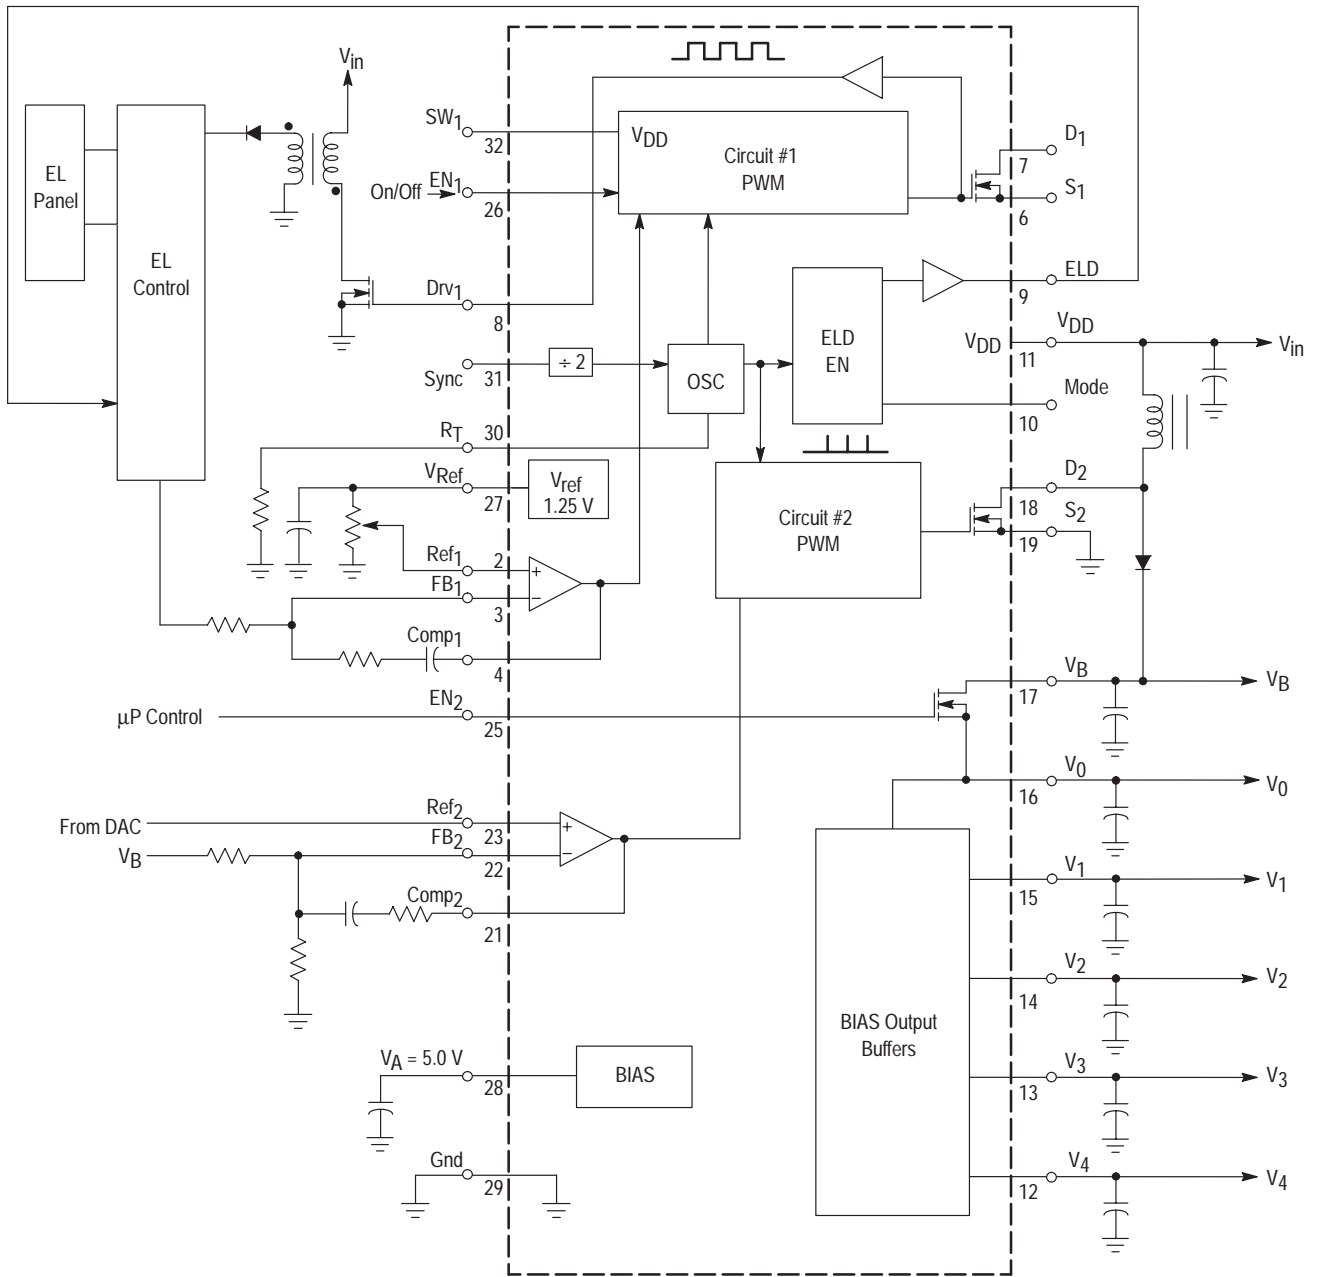 Vin
EL
Panel
EL
Control
SW1
32
On/Off
EN1
26
Drv1
8
Sync
31
÷ 2
RT
30
VRef
27
Vref
1.25 V
Ref1
2
FB1
3
Comp1
4
VDD
Circuit #1
PWM
OSC
ELD
EN
Circuit #2
PWM
D1
7
S1
6
ELD
9
VDD
VDD
11
Vin
Mode
10
D2
18
S2
19
μP Control
EN2
25
VB
17
VB
V0
16
V0
From DAC
Ref2
23
VB
FB2
22
Comp2
21
BIAS Output
Buffers
V1
15
V1
V2
14
V2
V3
13
V3
V4
12
V4
VA = 5.0 V
28
BIAS
Gnd
29